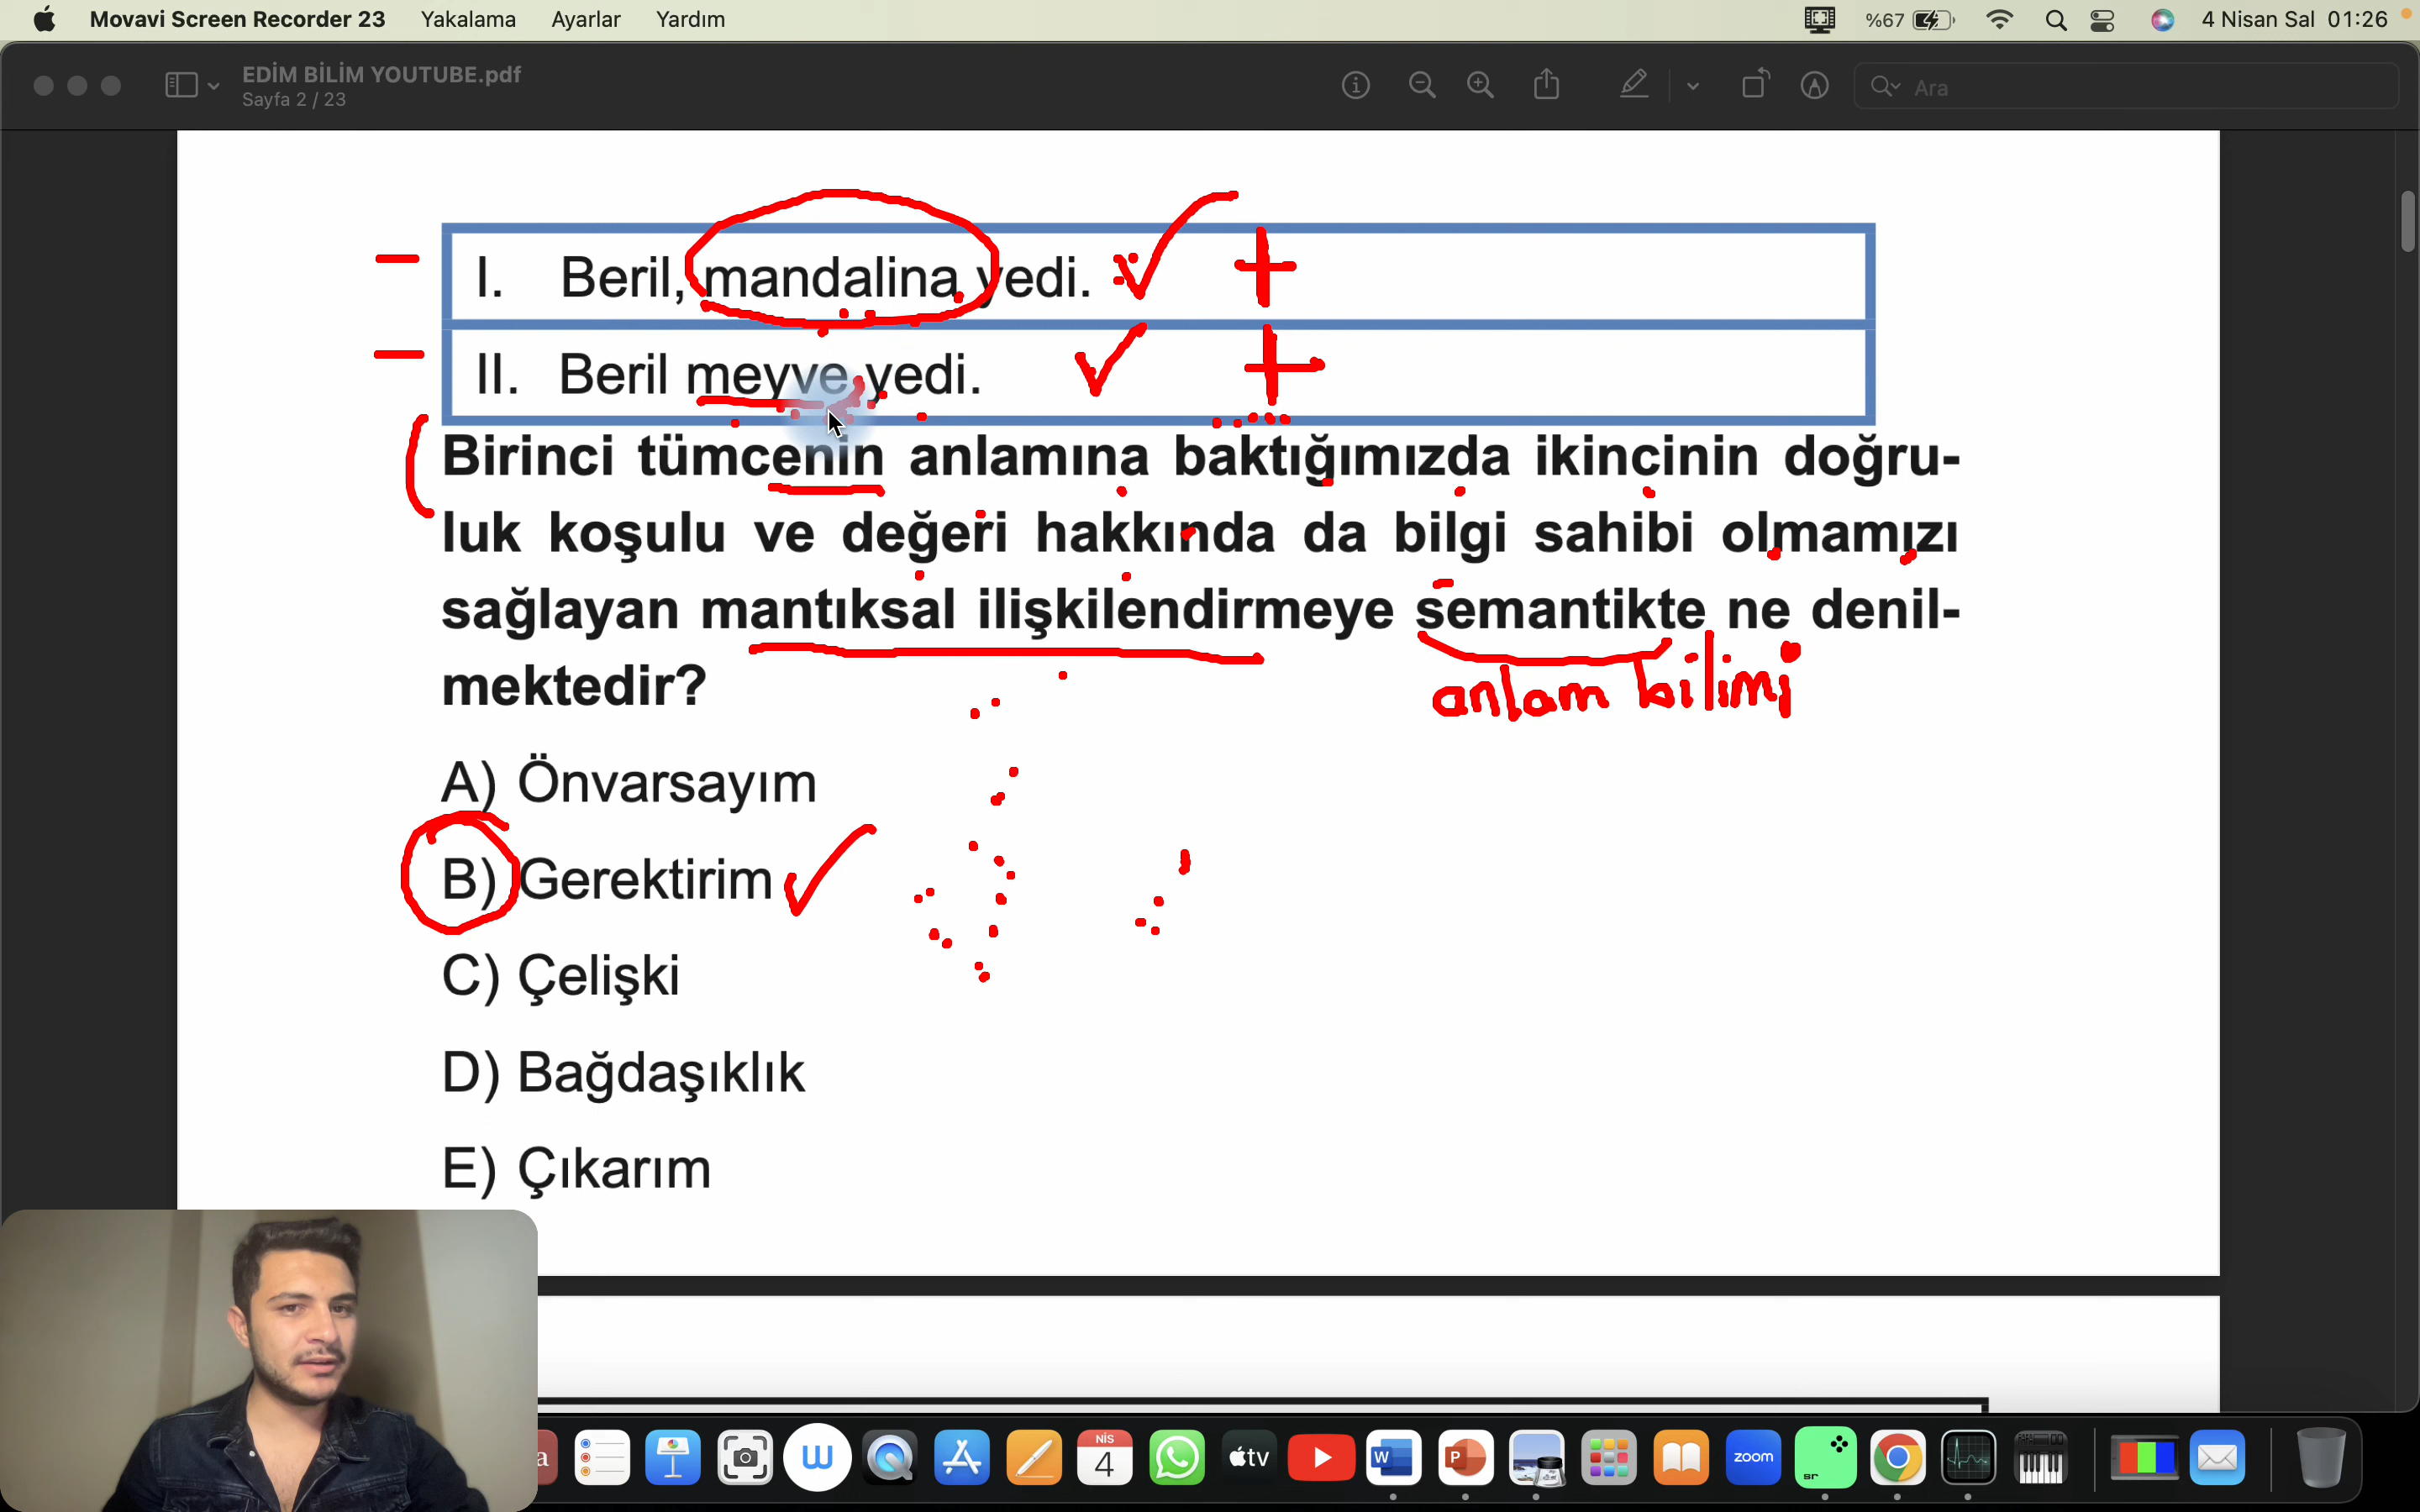 Movavi Screen Recorder 23 Yakalama Ayarlar Yardım %67 4 Nisan Sal 01:26
EDİM BİLİM YOUTUBE.pdf
Sayfa 2 / 23
Ara
I. Beril, mandalina yedi.
II. Beril meyve yedi.
Birinci tümcenin anlamına baktığımızda ikincinin doğru-
luk koşulu ve değeri hakkında da bilgi sahibi olmamızı
sağlayan mantıksal ilişkilendirmeye semantikte ne denil-
mektedir?
anlam bilimi
A) Önvarsayım
B) Gerektirim
C) Çelişki
D) Bağdaşıklık
E) Çıkarım
a
NİS
4
tv
W
P
zoom
sr